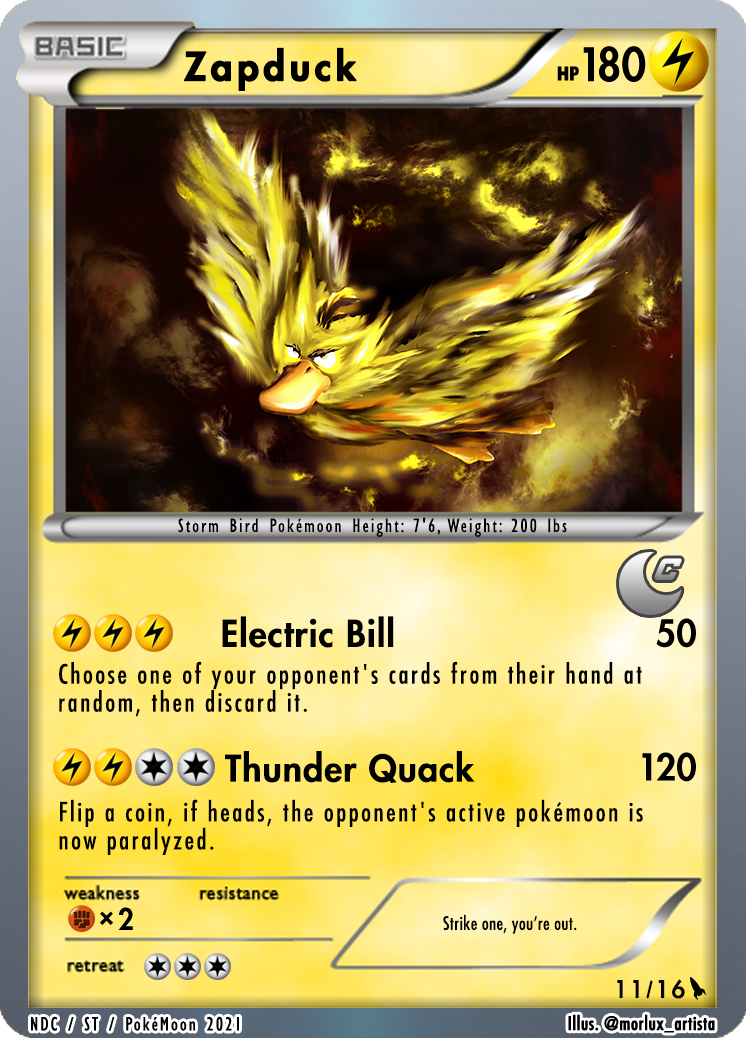 BASIC
Zapduck
HP 180
Storm Bird Pokémoon Height: 7'6, Weight: 200 lbs
C
Electric Bill 50
Choose one of your opponent's cards from their hand at
random, then discard it.
Thunder Quack 120
Flip a coin, if heads, the opponent's active pokémoon is
now paralyzed.
weakness resistance
×2
Strike one, you're out.
retreat
11/16
NDC / ST / PokéMoon 2021
Illus. @morlux_artista